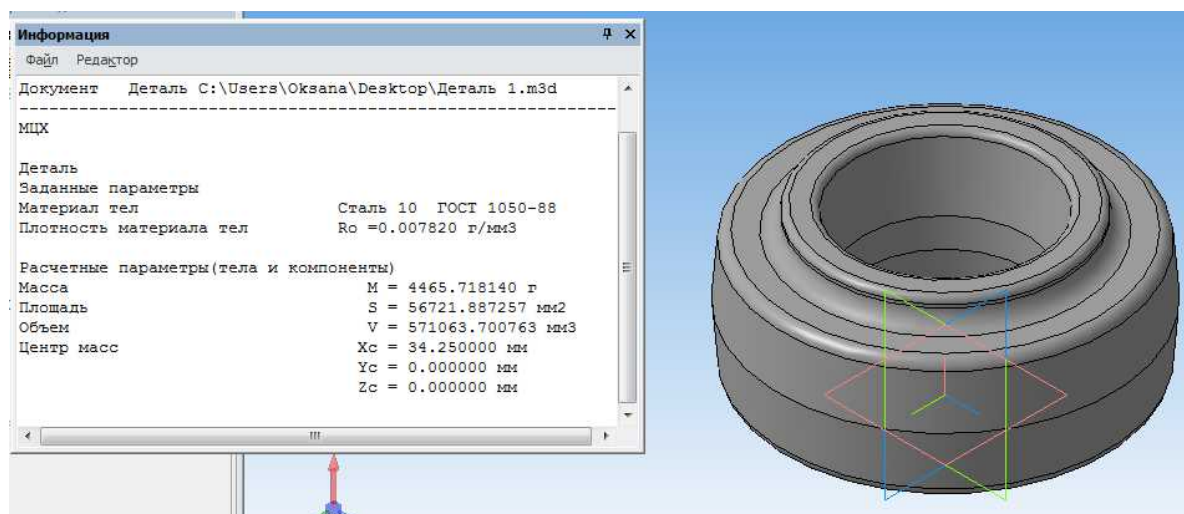 Информация
Файл Редактор
Документ Деталь C:\Users\Oksana\Desktop\Деталь 1.m3d
------------------------------------------------------------
МЦХ
Деталь
Заданные параметры
Материал тел Сталь 10 ГОСТ 1050-88
Плотность материала тел Ro =0.007820 г/мм3
Расчетные параметры(тела и компоненты)
Масса M = 4465.718140 г
Площадь S = 56721.887257 мм2
Объем V = 571063.700763 мм3
Центр масс Xc = 34.250000 мм
Yc = 0.000000 мм
Zc = 0.000000 мм